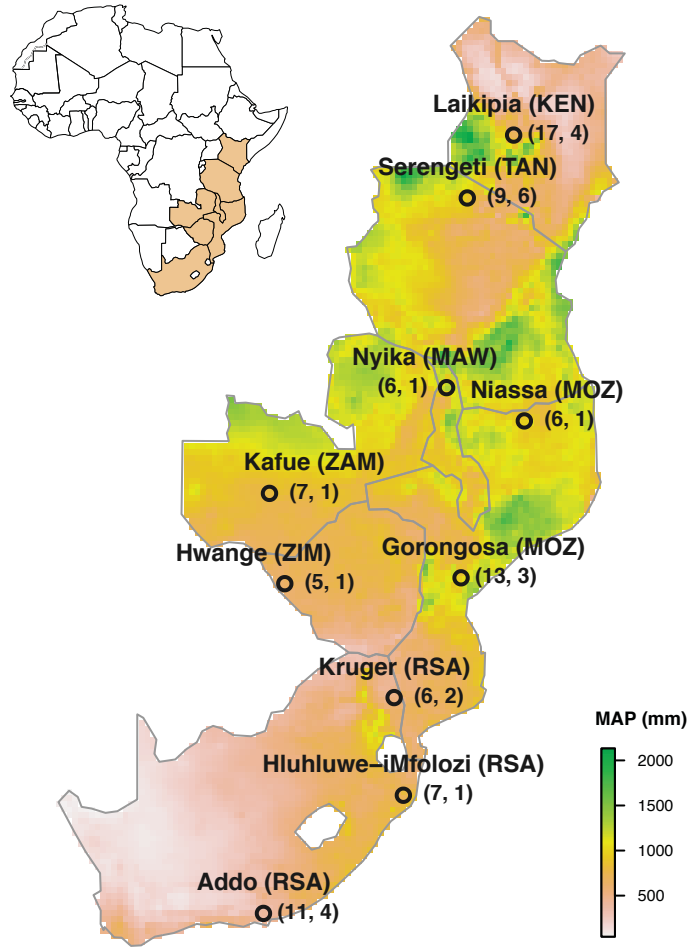 Laikipia (KEN)
(17, 4)
Serengeti (TAN)
(9, 6)
Nyika (MAW)
(6, 1)
Niassa (MOZ)
(6, 1)
Kafue (ZAM)
(7, 1)
Hwange (ZIM)
(5, 1)
Gorongosa (MOZ)
(13, 3)
Kruger (RSA)
(6, 2)
Hluhluwe–iMfolozi (RSA)
(7, 1)
Addo (RSA)
(11, 4)
MAP (mm)
2000
1500
1000
500